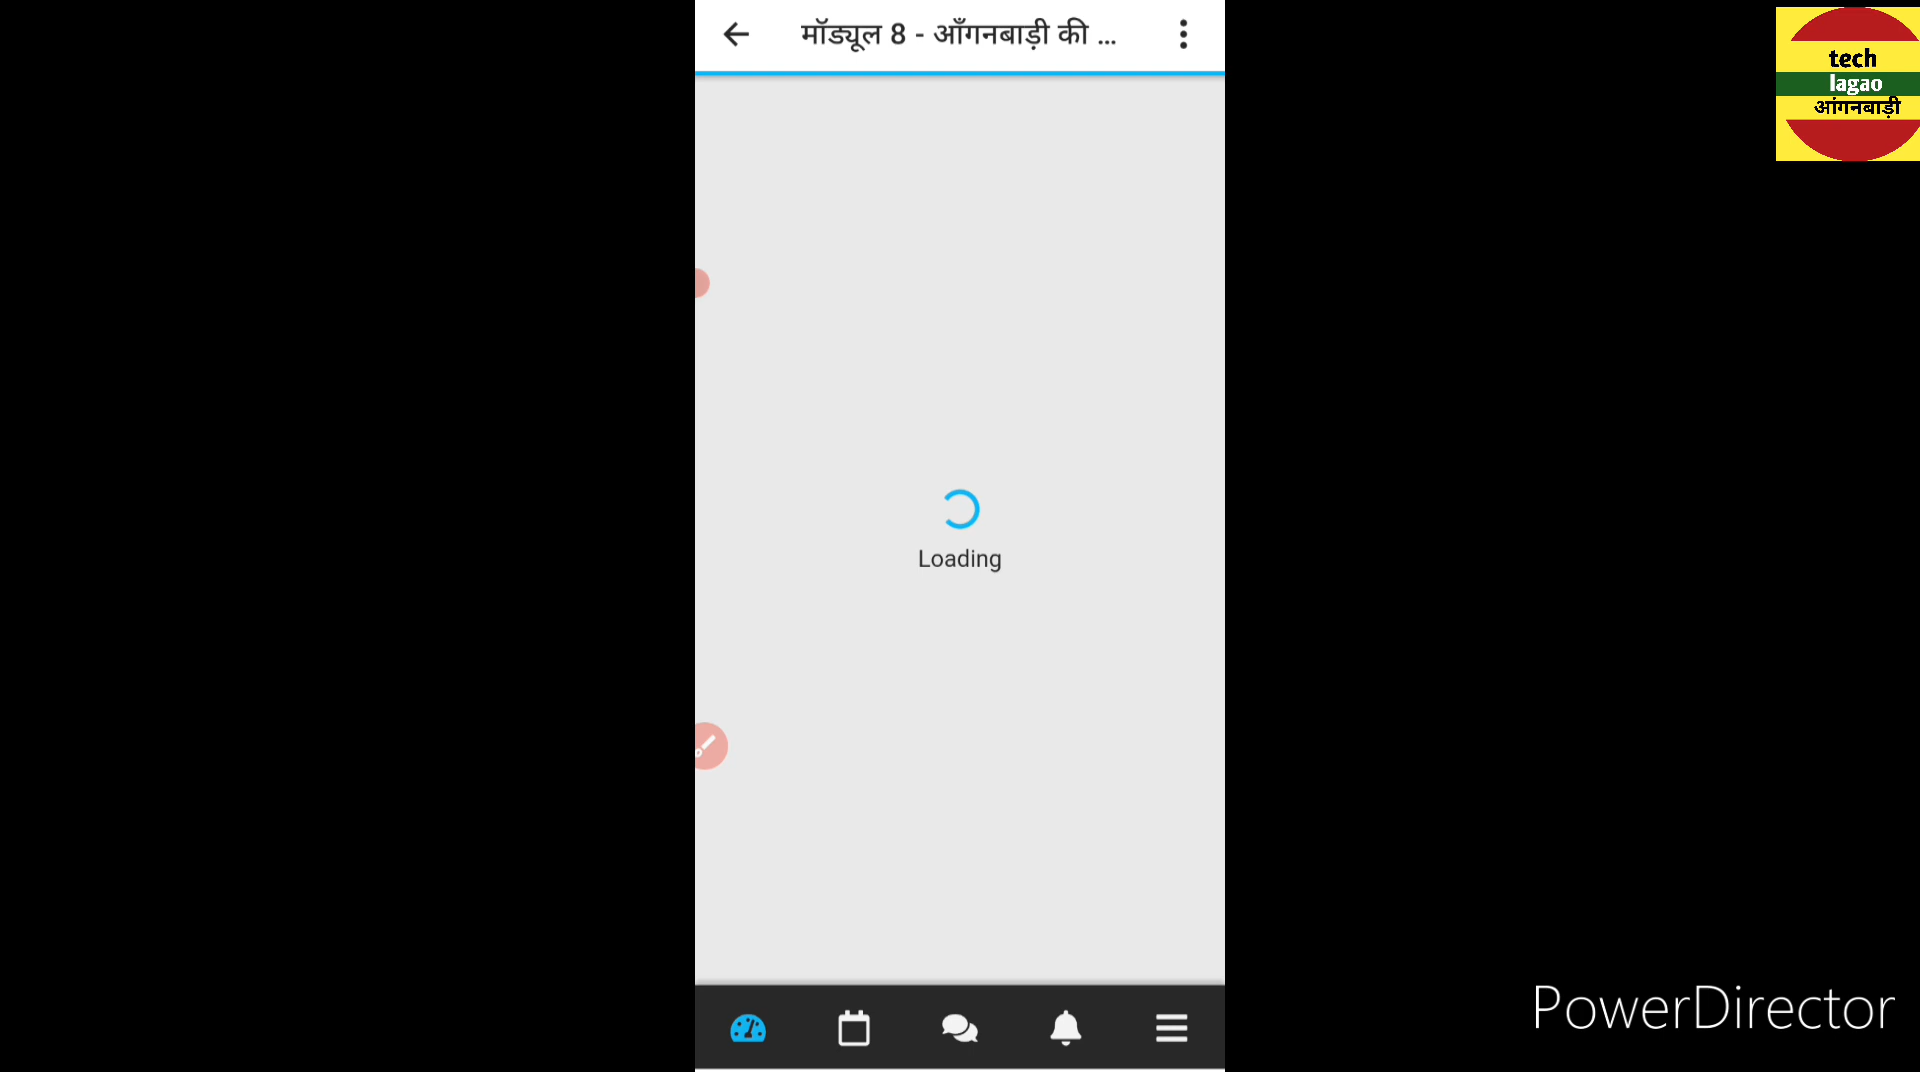 मॉड्यूल 8 - आँगनबाड़ी की ...
tech
lagao
आंगनबाड़ी
Loading
PowerDirector